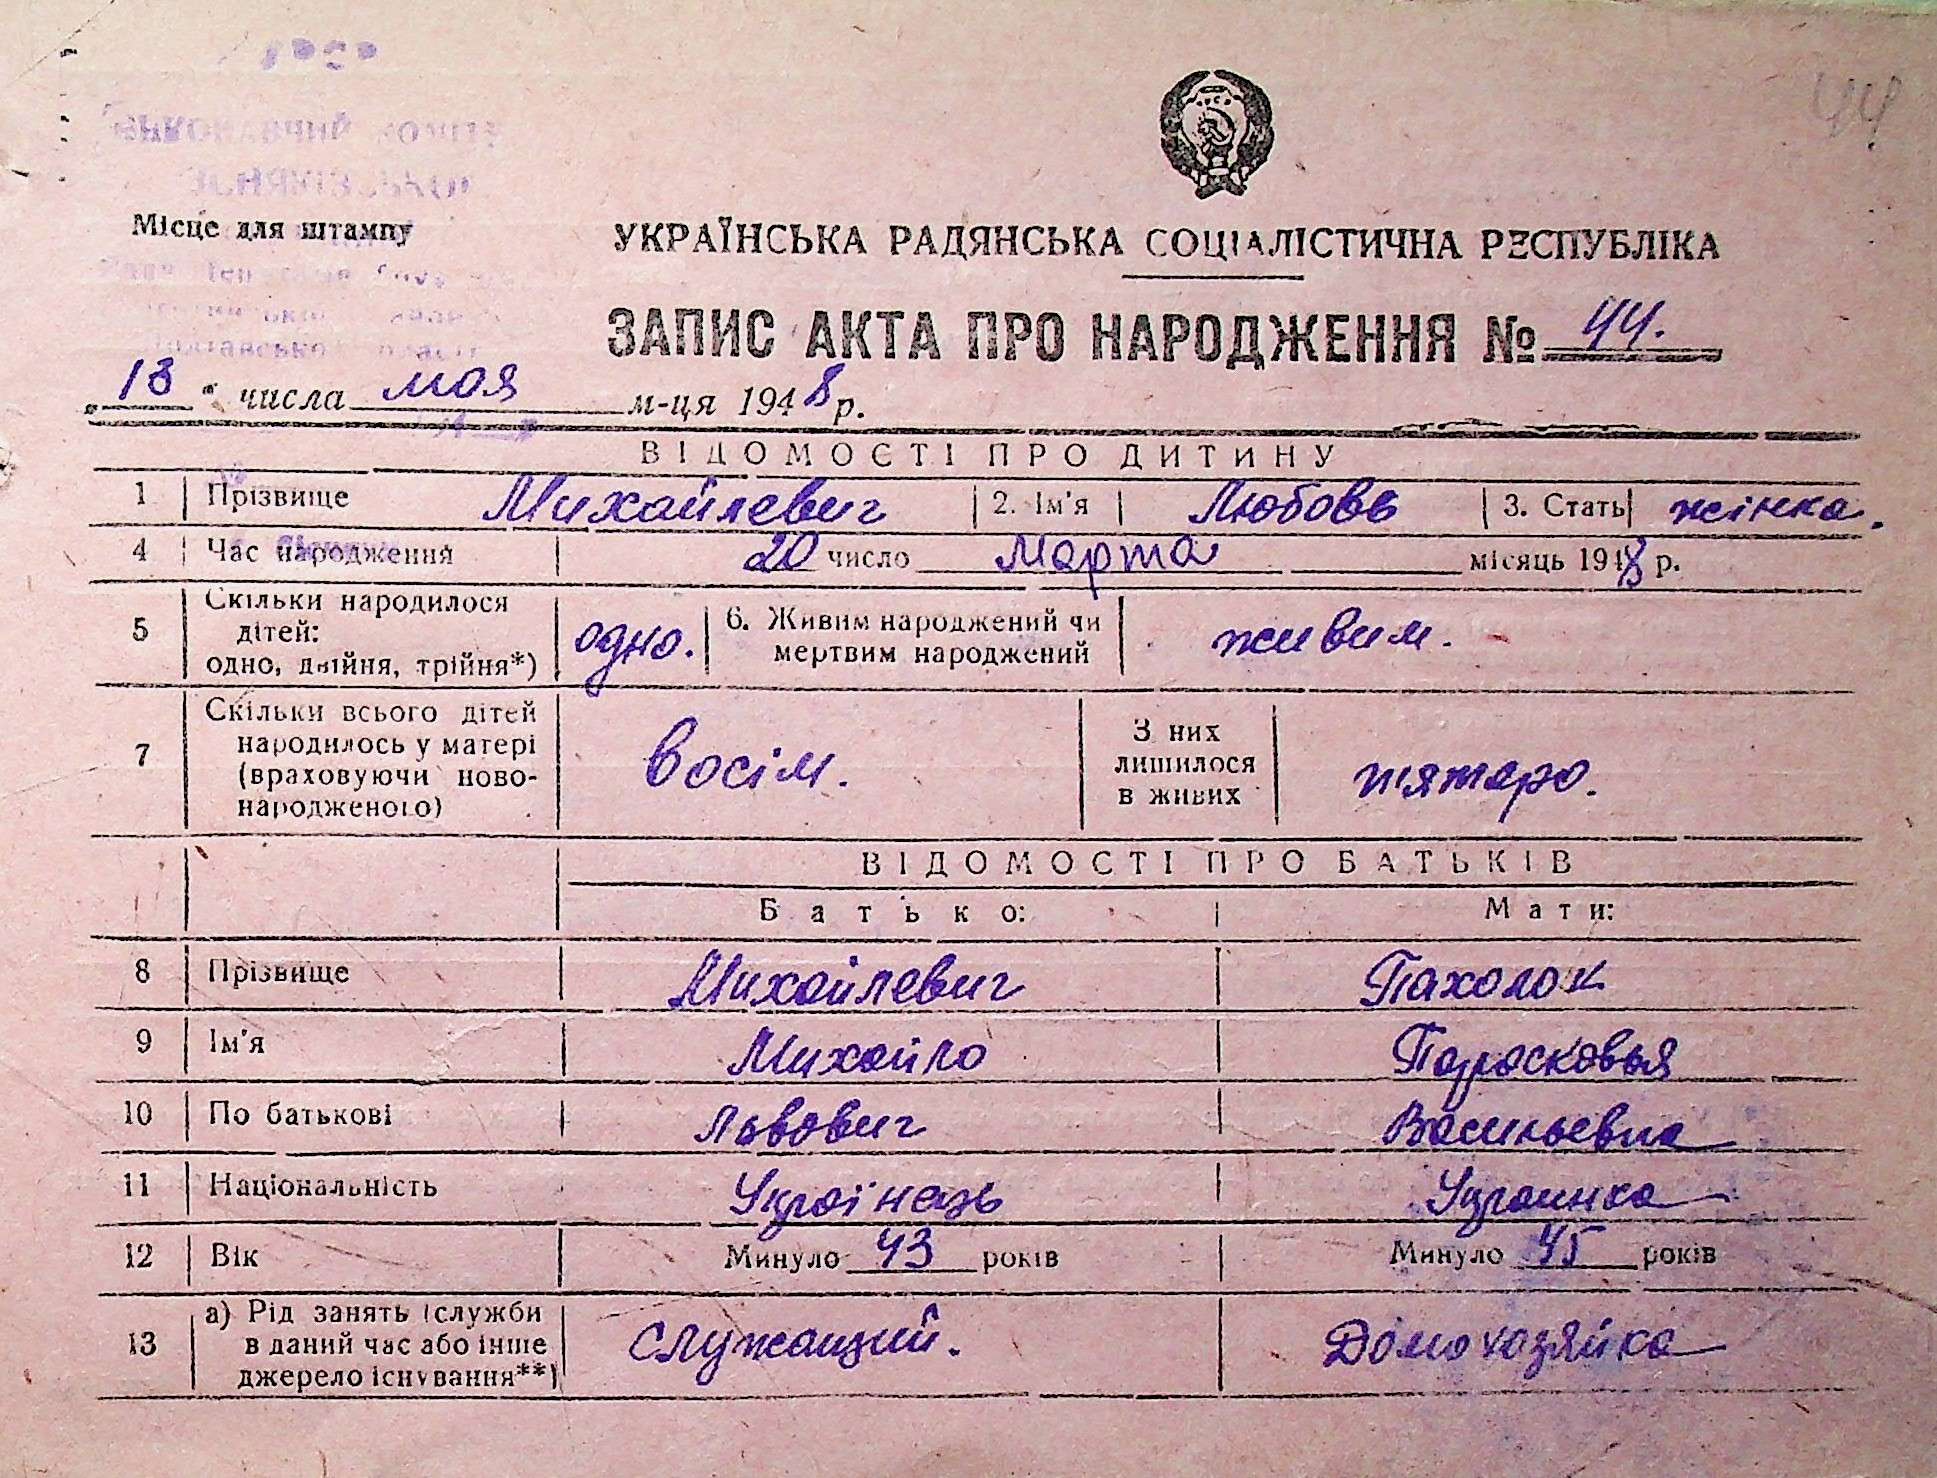 44
Місце для штампу
УКРАЇНСЬКА РАДЯНСЬКА СОЦІАЛІСТИЧНА РЕСПУБЛІКА
ЗАПИС АКТА ПРО НАРОДЖЕННЯ № 44.
„13“ числа мая м-ця 1948 р.
ВІДОМОСТІ ПРО ДИТИНУ
1 Прізвище Михайлевич 2. Ім'я Любовь 3. Стать жінка.
4 Час народження 20 число Марта місяць 1948 р.
5 Скільки народилося дітей: одно, двійня, трійня*) одно. 6. Живим народжений чи мертвим народжений живим.
7 Скільки всього дітей народилось у матері (враховуючи ново-народженого) восім. З них лишилося в живих пятеро.
ВІДОМОСТІ ПРО БАТЬКІВ
Батько: Мати:
8 Прізвище Михайлевич Пахолок
9 Ім'я Михайло Парасковья
10 По батькові Львович Васильевна
11 Національність Українець Украинка
12 Вік Минуло 43 років Минуло 45 років
13 а) Рід занять (служби в даний час або інше джерело існування**) Служащий. Домохозяйка